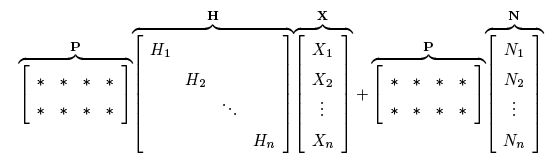 P H X P N
[ * * * * ] [ H₁ ] [ X₁ ] + [ * * * * ] [ N₁ ]
[ * * * * ] [ H₂ ] [ X₂ ] [ * * * * ] [ N₂ ]
[ ⋱ ] [ ⋮ ] [ ⋮ ]
[ Hₙ ] [ Xₙ ] [ Nₙ ]